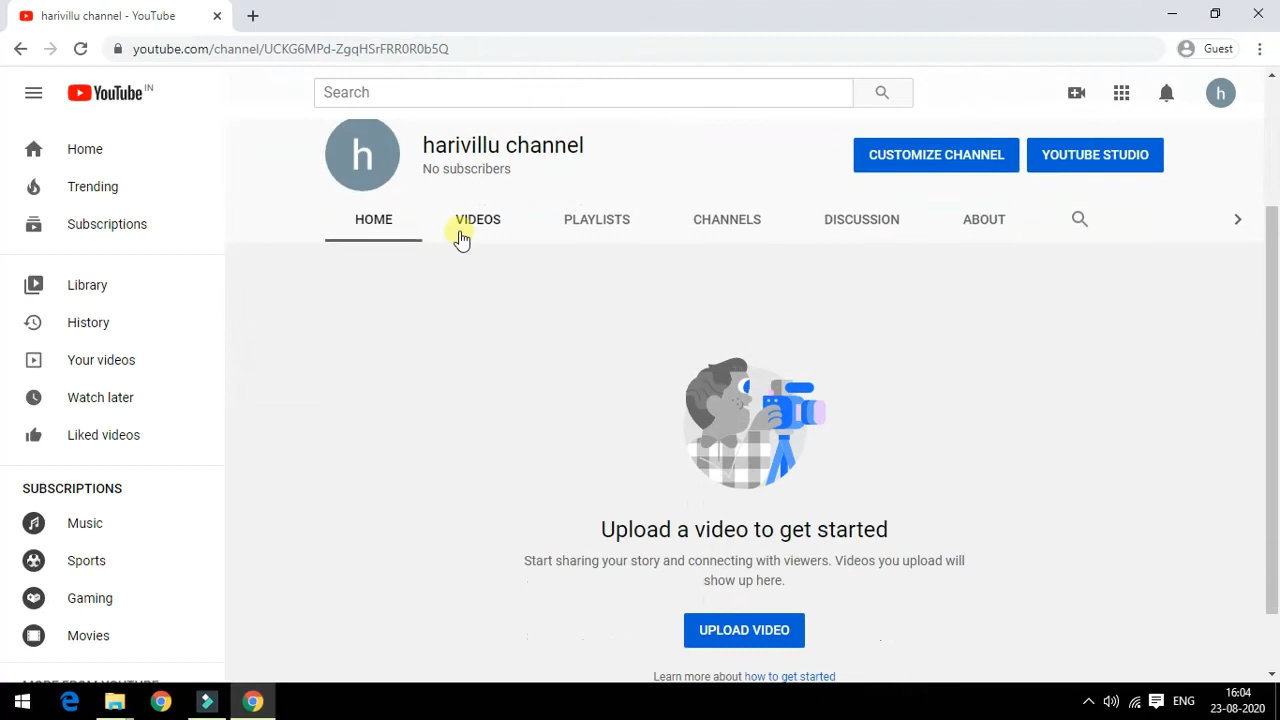 harivillu channel - YouTube
youtube.com/channel/UCKG6MPd-ZgqHSrFRR0R0b5Q
Guest
YouTube IN
Search
h
h
harivillu channel
No subscribers
CUSTOMIZE CHANNEL
YOUTUBE STUDIO
HOME
VIDEOS
PLAYLISTS
CHANNELS
DISCUSSION
ABOUT
Home
Trending
Subscriptions
Library
History
Your videos
Watch later
Liked videos
SUBSCRIPTIONS
Music
Sports
Gaming
Movies
MORE FROM YOUTUBE
Upload a video to get started
Start sharing your story and connecting with viewers. Videos you upload will
show up here.
UPLOAD VIDEO
Learn more about how to get started
ENG
16:04
23-08-2020